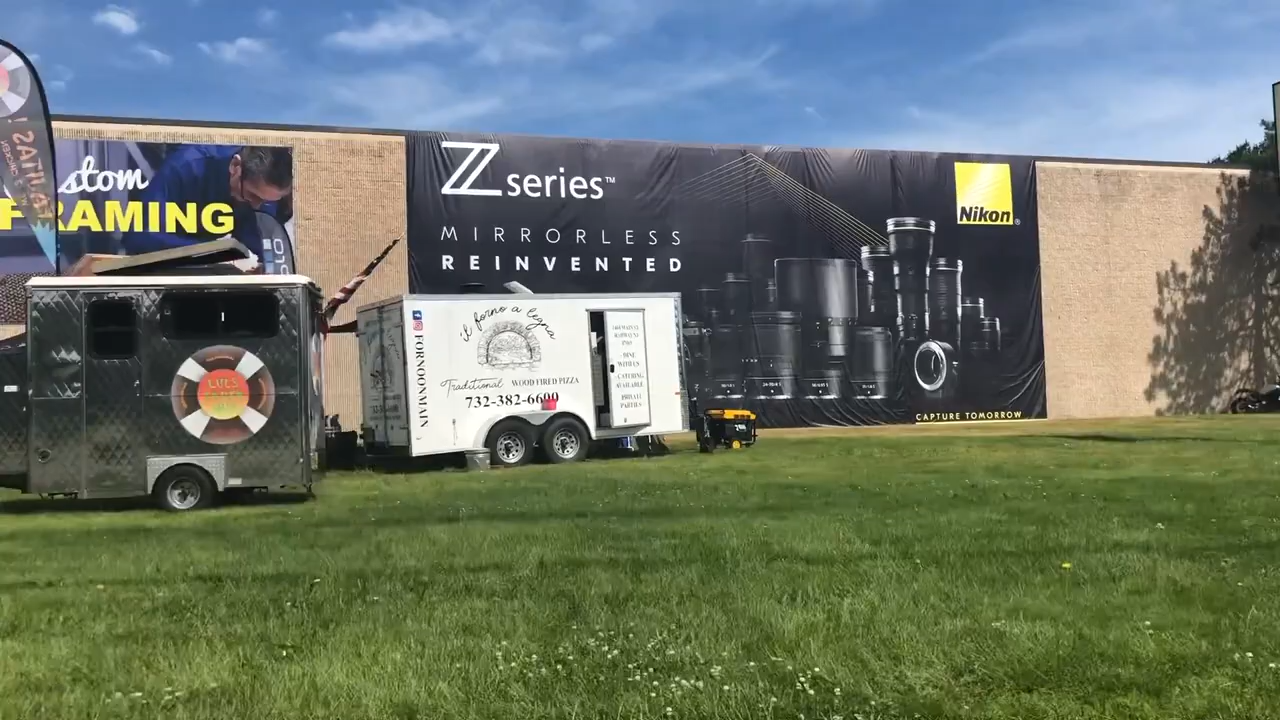 stom
FRAMING
Z series™
MIRRORLESS
REINVENTED
Nikon®
CAPTURE TOMORROW
il forno a legna
Traditional WOOD FIRED PIZZA
732-382-6600
FORNOONMAIN
DINE
WITH US
CATERING
AVAILABLE
PRIVATE
PARTIES